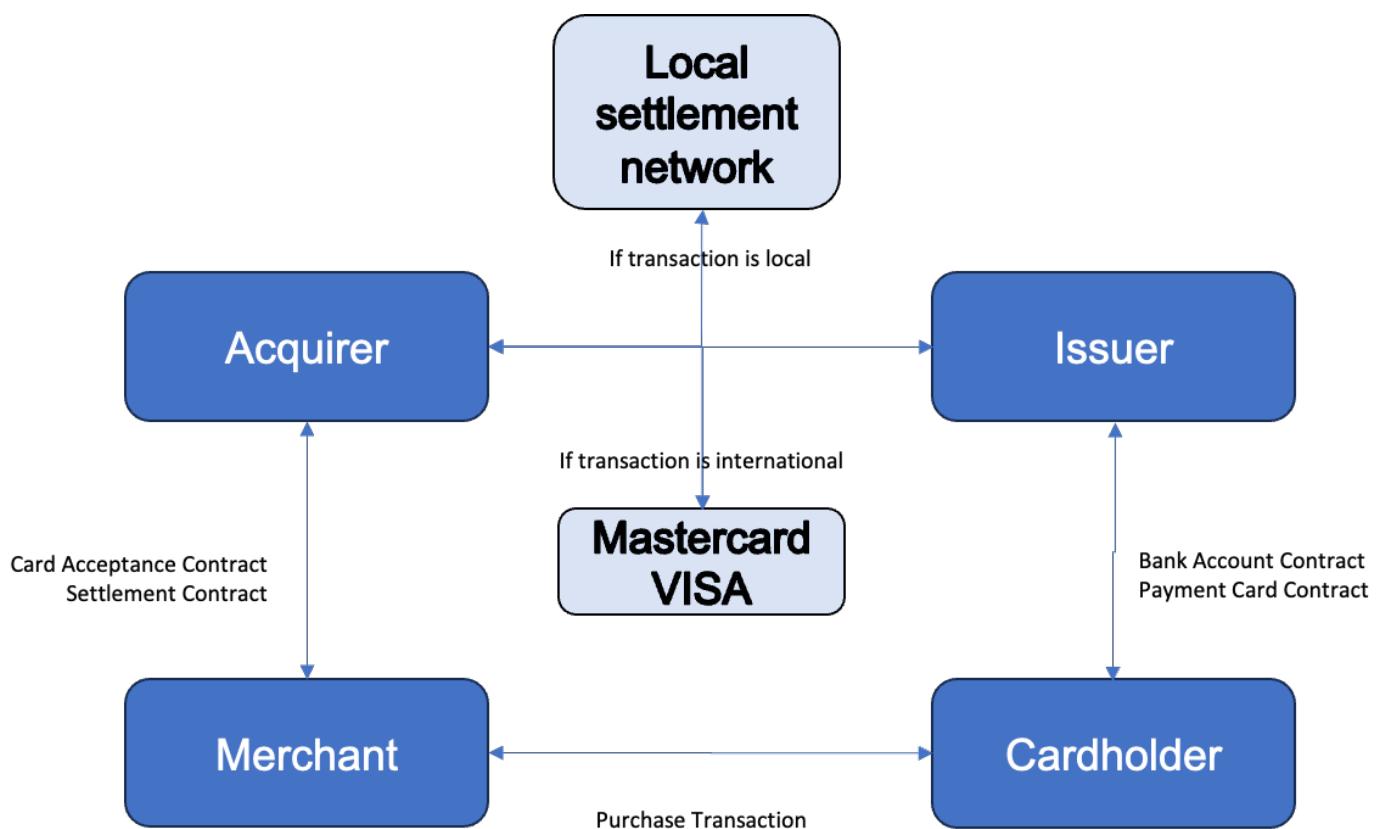 Local
settlement
network
If transaction is local
Acquirer
Issuer
If transaction is international
Mastercard
VISA
Card Acceptance Contract
Settlement Contract
Bank Account Contract
Payment Card Contract
Merchant
Cardholder
Purchase Transaction